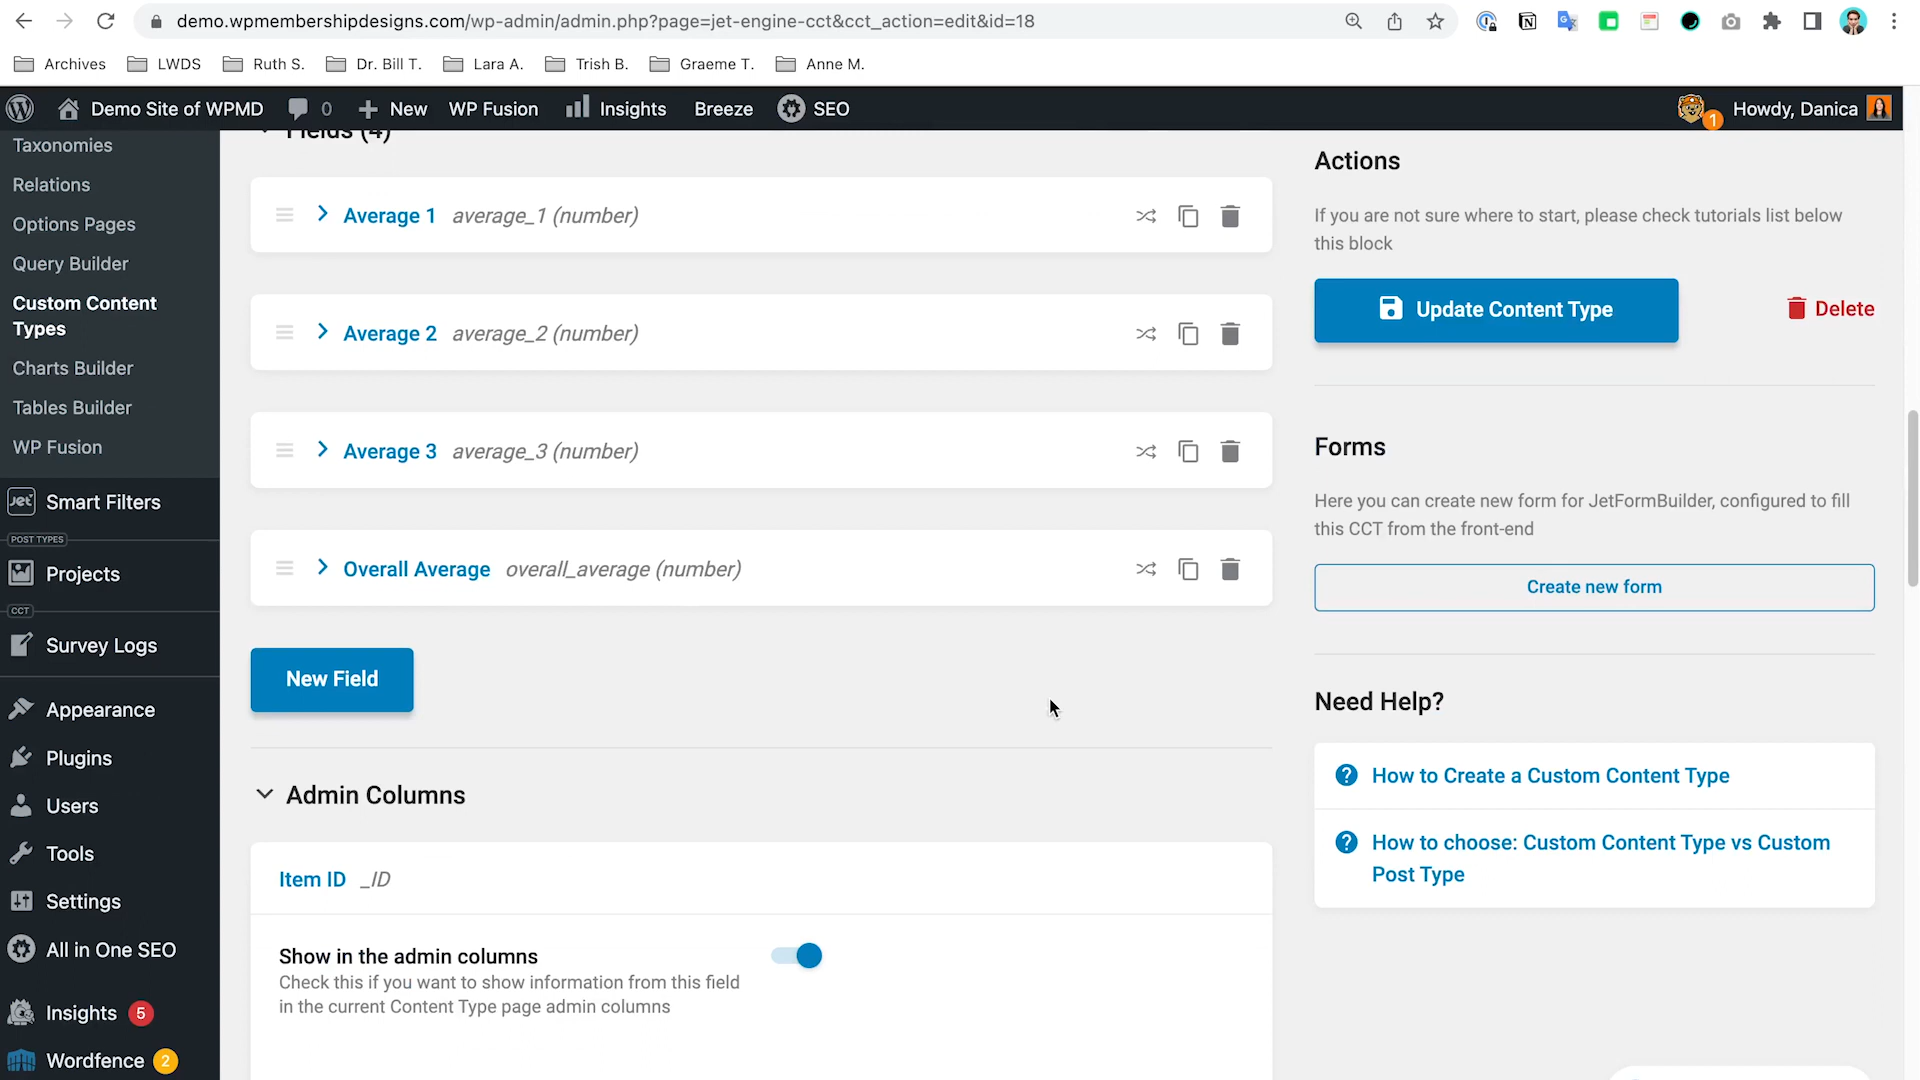 demo.wpmembershipdesigns.com/wp-admin/admin.php?page=jet-engine-cct&cct_action=edit&id=18
Archives LWDS Ruth S. Dr. Bill T. Lara A. Trish B. Graeme T. Anne M.
Demo Site of WPMD 0 New WP Fusion Insights Breeze SEO 1 Howdy, Danica
Taxonomies
Relations
Options Pages
Query Builder
Custom Content
Types
Charts Builder
Tables Builder
WP Fusion
Jet Smart Filters
POST TYPES
Projects
CCT
Survey Logs
Appearance
Plugins
Users
Tools
Settings
All in One SEO
Insights 5
Wordfence 2
Fields (4)
Average 1 average_1 (number)
Average 2 average_2 (number)
Average 3 average_3 (number)
Overall Average overall_average (number)
New Field
Admin Columns
Item ID _ID
Show in the admin columns
Check this if you want to show information from this field
in the current Content Type page admin columns
Actions
If you are not sure where to start, please check tutorials list below
this block
Update Content Type
Delete
Forms
Here you can create new form for JetFormBuilder, configured to fill
this CCT from the front-end
Create new form
Need Help?
How to Create a Custom Content Type
How to choose: Custom Content Type vs Custom
Post Type